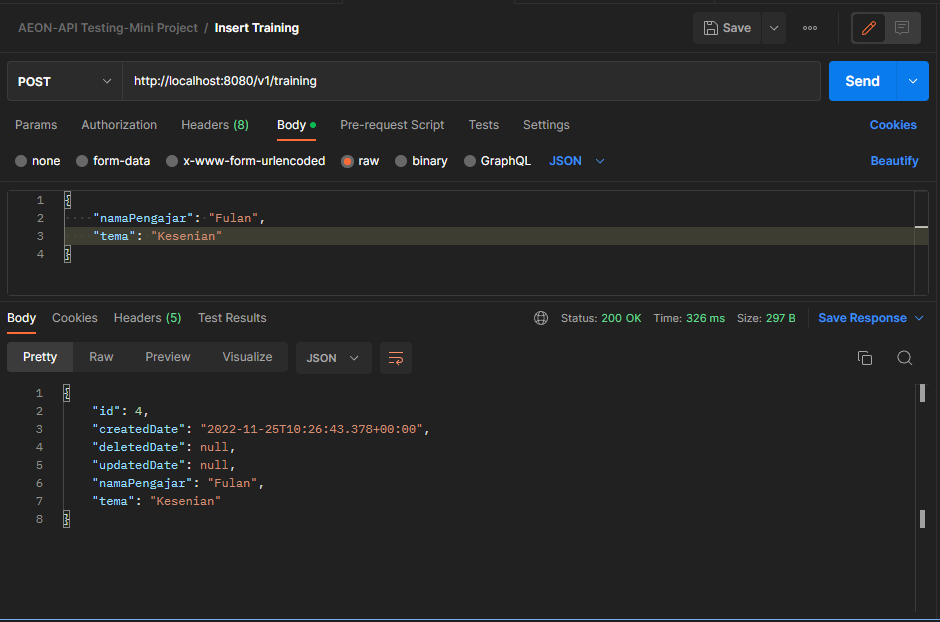 AEON-API Testing-Mini Project / Insert Training Save
POST http://localhost:8080/v1/training Send
Params Authorization Headers (8) Body Pre-request Script Tests Settings Cookies
none form-data x-www-form-urlencoded raw binary GraphQL JSON Beautify
1 {
2 "namaPengajar": "Fulan",
3 "tema": "Kesenian"
4 }
Body Cookies Headers (5) Test Results Status: 200 OK Time: 326 ms Size: 297 B Save Response
Pretty Raw Preview Visualize JSON
1 {
2 "id": 4,
3 "createdDate": "2022-11-25T10:26:43.378+00:00",
4 "deletedDate": null,
5 "updatedDate": null,
6 "namaPengajar": "Fulan",
7 "tema": "Kesenian"
8 }